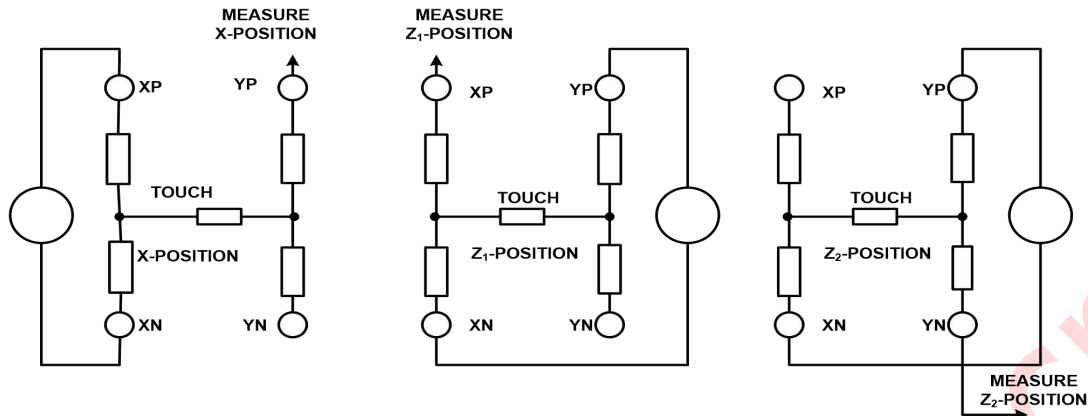 MEASURE
X-POSITION
XP
YP
TOUCH
X-POSITION
XN
YN
MEASURE
Z₁-POSITION
XP
YP
TOUCH
Z₁-POSITION
XN
YN
XP
YP
TOUCH
Z₂-POSITION
XN
YN
MEASURE
Z₂-POSITION